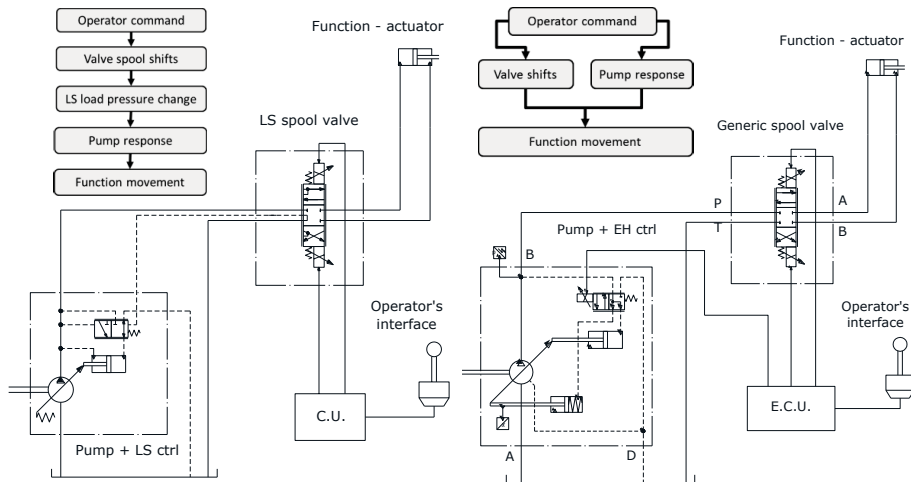 Operator command
Valve spool shifts
LS load pressure change
Pump response
Function movement
Function - actuator
LS spool valve
Operator's
interface
C.U.
Pump + LS ctrl
Operator command
Valve shifts
Pump response
Function movement
Function - actuator
Generic spool valve
P
A
T
B
Pump + EH ctrl
B
Operator's
interface
E.C.U.
A
D